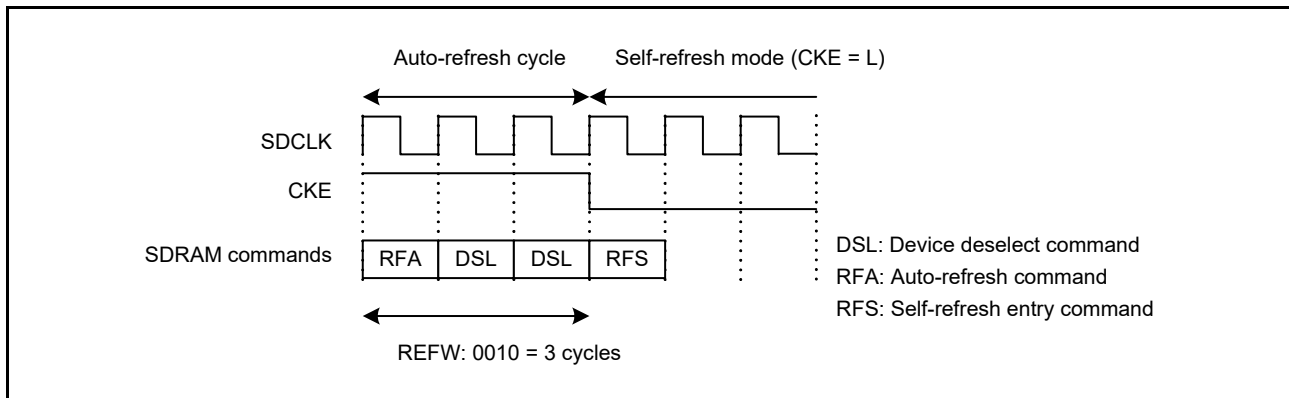 Auto-refresh cycle Self-refresh mode (CKE = L)
SDCLK
CKE
SDRAM commands RFA DSL DSL RFS
DSL: Device deselect command
RFA: Auto-refresh command
RFS: Self-refresh entry command
REFW: 0010 = 3 cycles